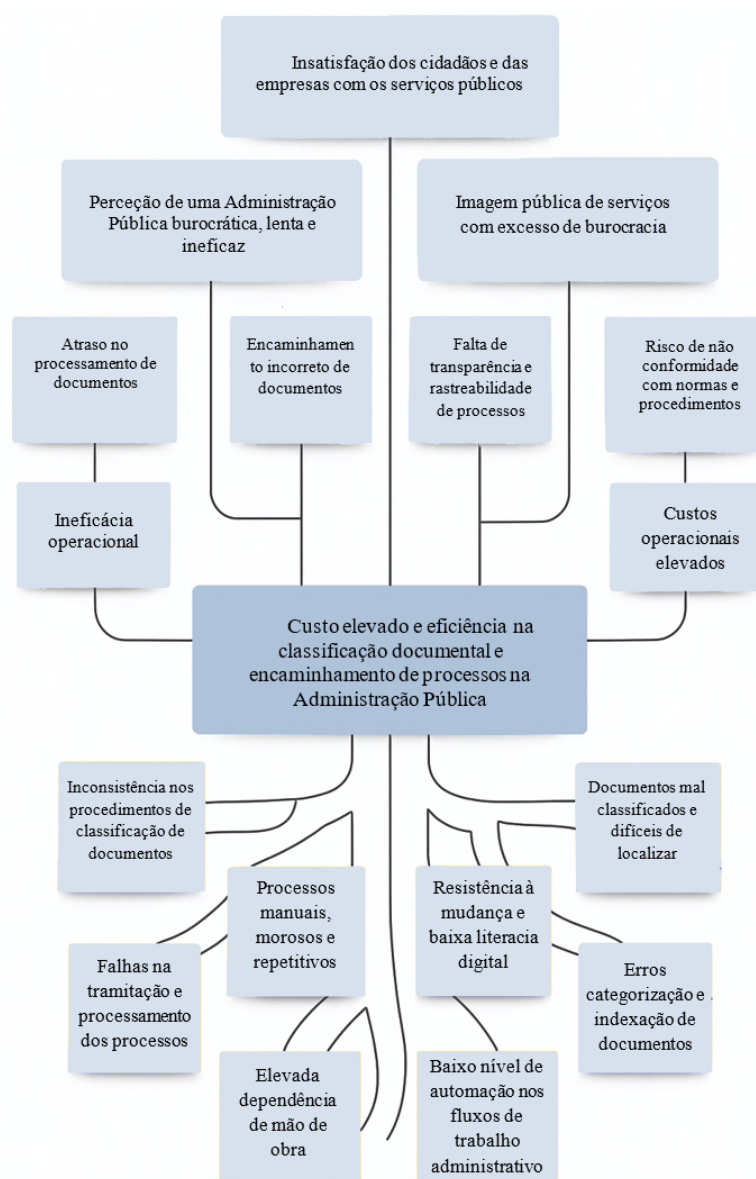 Insatisfação dos cidadãos e das
empresas com os serviços públicos
Perceção de uma Administração
Pública burocrática, lenta e
ineficaz
Imagem pública de serviços
com excesso de burocracia
Atraso no
processamento de
documentos
Encaminhamen
to incorreto de
documentos
Falta de
transparência e
rastreabilidade
de processos
Risco de não
conformidade
com normas e
procedimentos
Ineficácia
operacional
Custos
operacionais
elevados
Custo elevado e eficiência na
classificação documental e
encaminhamento de processos na
Administração Pública
Inconsistência nos
procedimentos de
classificação de
documentos
Documentos mal
classificados e
difíceis de
localizar
Processos
manuais,
morosos e
repetitivos
Resistência à
mudança e
baixa literacia
digital
Falhas na
tramitação e
processamento
dos processos
Erros
categorização e .
indexação de
documentos
Elevada
dependência
de mão de
obra
Baixo nível de
automação nos
fluxos de
trabalho
administrativo